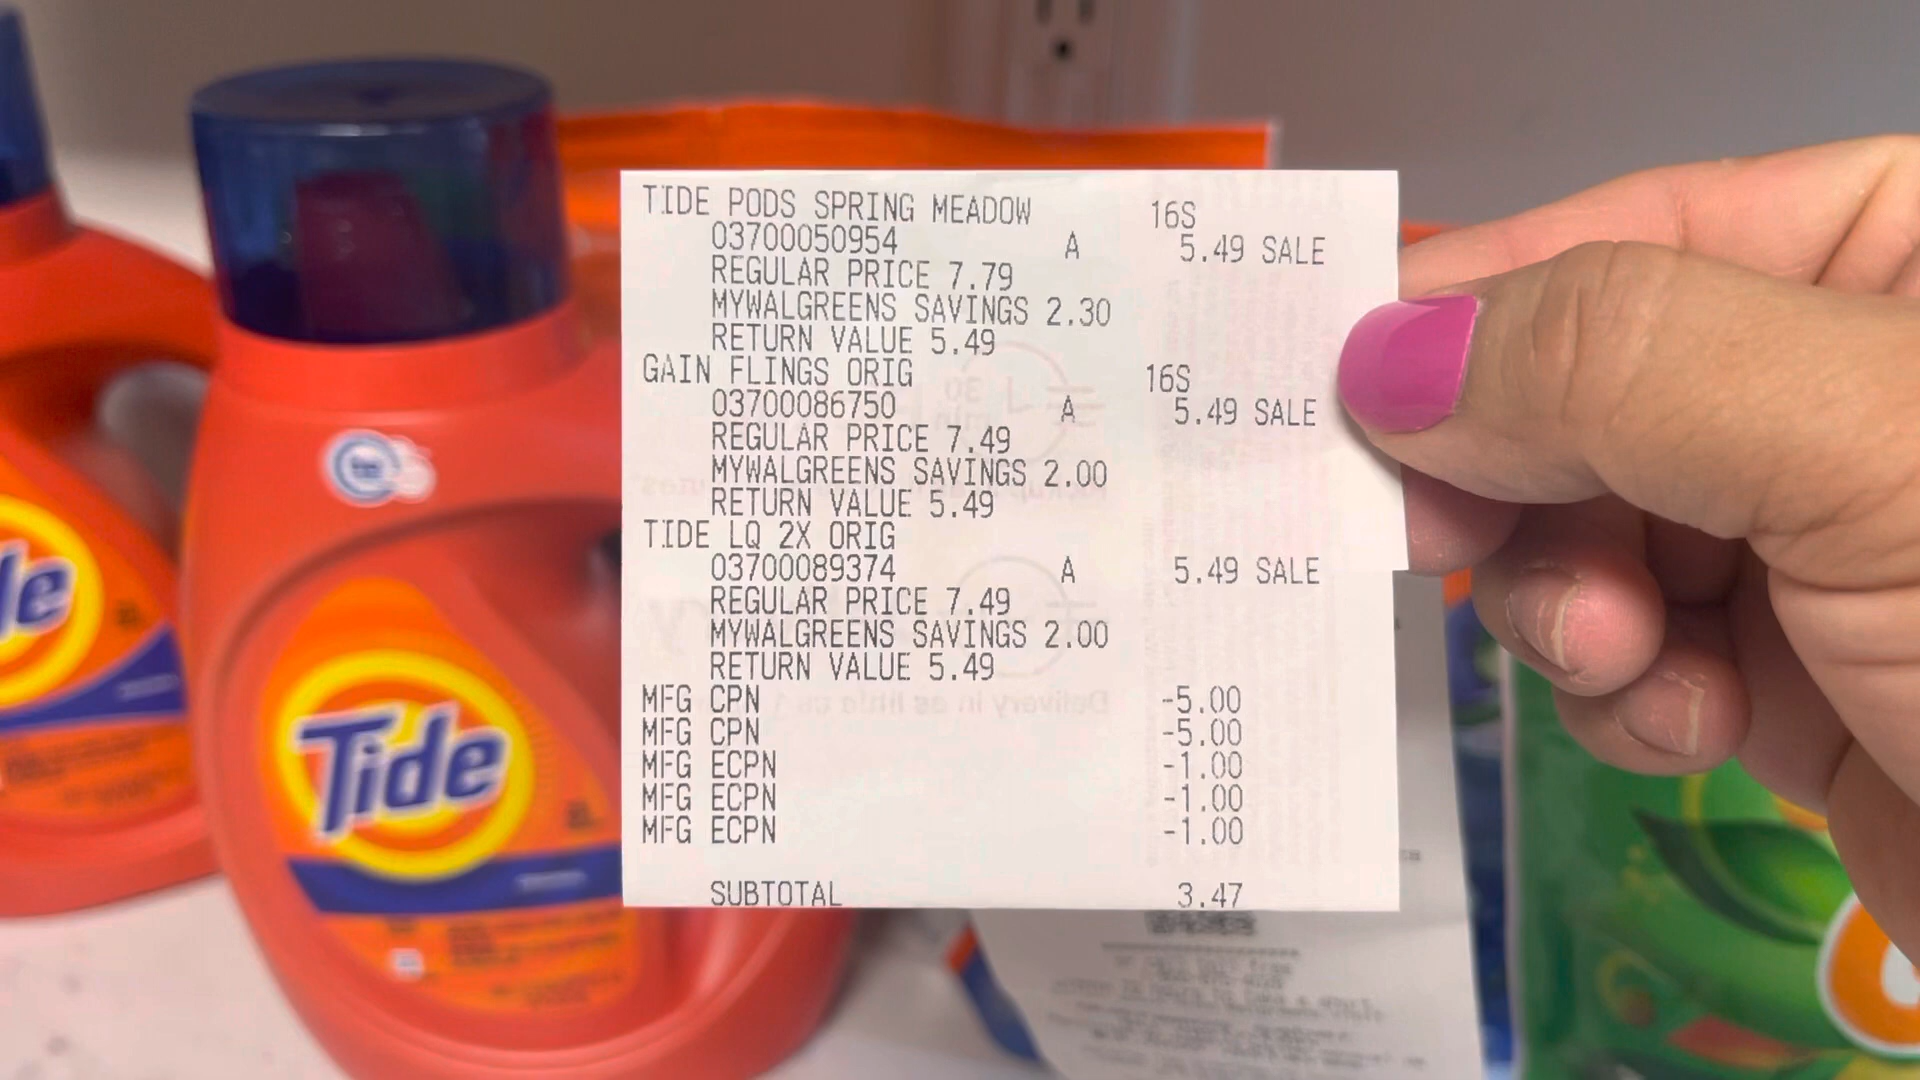 TIDE PODS SPRING MEADOW 16S
03700050954 A 5.49 SALE
REGULAR PRICE 7.79
MYWALGREENS SAVINGS 2.30
RETURN VALUE 5.49
GAIN FLINGS ORIG 16S
03700086750 A 5.49 SALE
REGULAR PRICE 7.49
MYWALGREENS SAVINGS 2.00
RETURN VALUE 5.49
TIDE LQ 2X ORIG
03700089374 A 5.49 SALE
REGULAR PRICE 7.49
MYWALGREENS SAVINGS 2.00
RETURN VALUE 5.49
MFG CPN -5.00
MFG CPN -5.00
MFG ECPN -1.00
MFG ECPN -1.00
MFG ECPN -1.00
SUBTOTAL 3.47
Tide